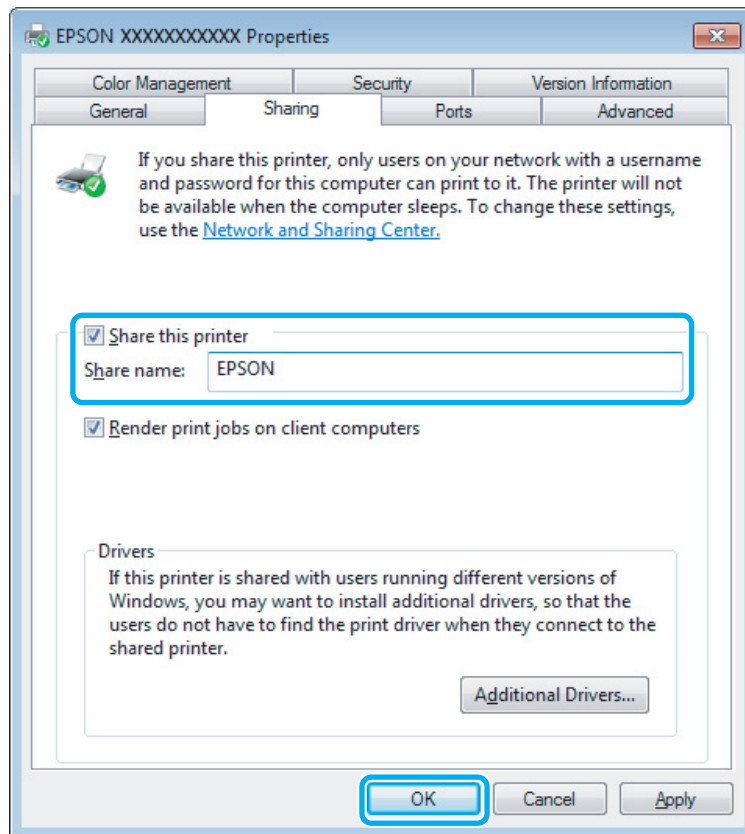 EPSON XXXXXXXXXXX Properties
Color Management Security Version Information
General Sharing Ports Advanced
If you share this printer, only users on your network with a username
and password for this computer can print to it. The printer will not
be available when the computer sleeps. To change these settings,
use the Network and Sharing Center.
Share this printer
Share name: EPSON
Render print jobs on client computers
Drivers
If this printer is shared with users running different versions of
Windows, you may want to install additional drivers, so that the
users do not have to find the print driver when they connect to the
shared printer.
Additional Drivers...
OK Cancel Apply